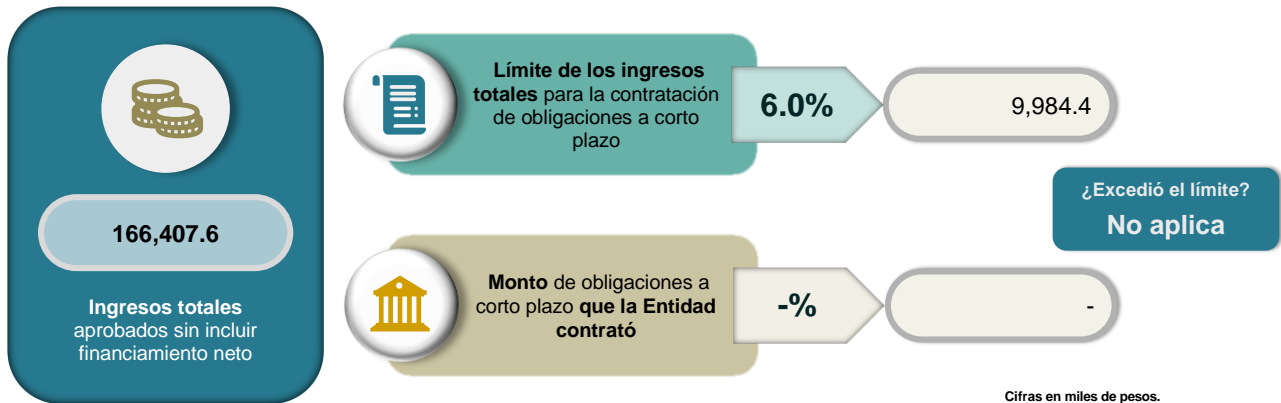 166,407.6
Ingresos totales
aprobados sin incluir
financiamiento neto
Límite de los ingresos
totales para la contratación
de obligaciones a corto
plazo
6.0%
9,984.4
¿Excedió el límite?
No aplica
Monto de obligaciones a
corto plazo que la Entidad
contrató
-%
-
Cifras en miles de pesos.